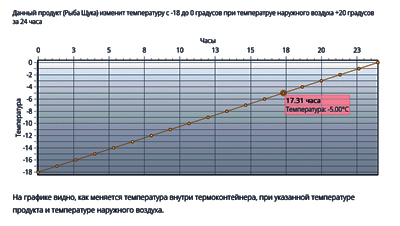 Данный продукт (Рыба Щука) изменит температуру с -18 до 0 градусов при температруе наружного воздуха +20 градусов
за 24 часа
Часы
0 3 5 8 10 13 15 18 20 23
0
-2
-4
-6
-8
-10
-12
-14
-16
-18
Температура
17.31 часа
Температура: -5.00°C
На графике видно, как меняется температура внутри термоконтейнера, при указанной температуре
продукта и температуре наружного воздуха.